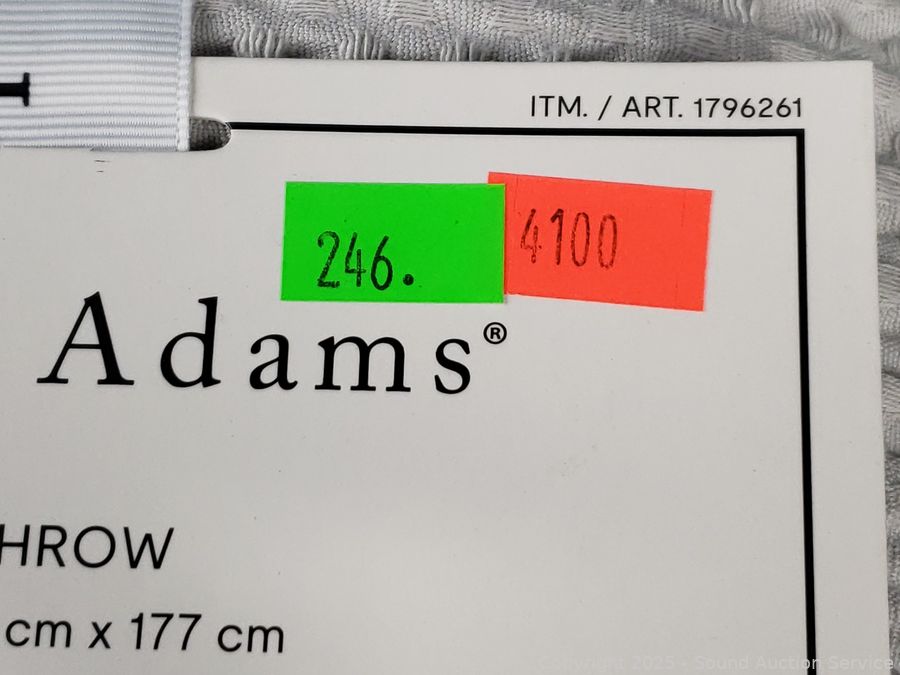 ITM. / ART. 1796261
246.
4100
Adams®
HROW
cm x 177 cm
Copyright 2025 - Sound Auction Service